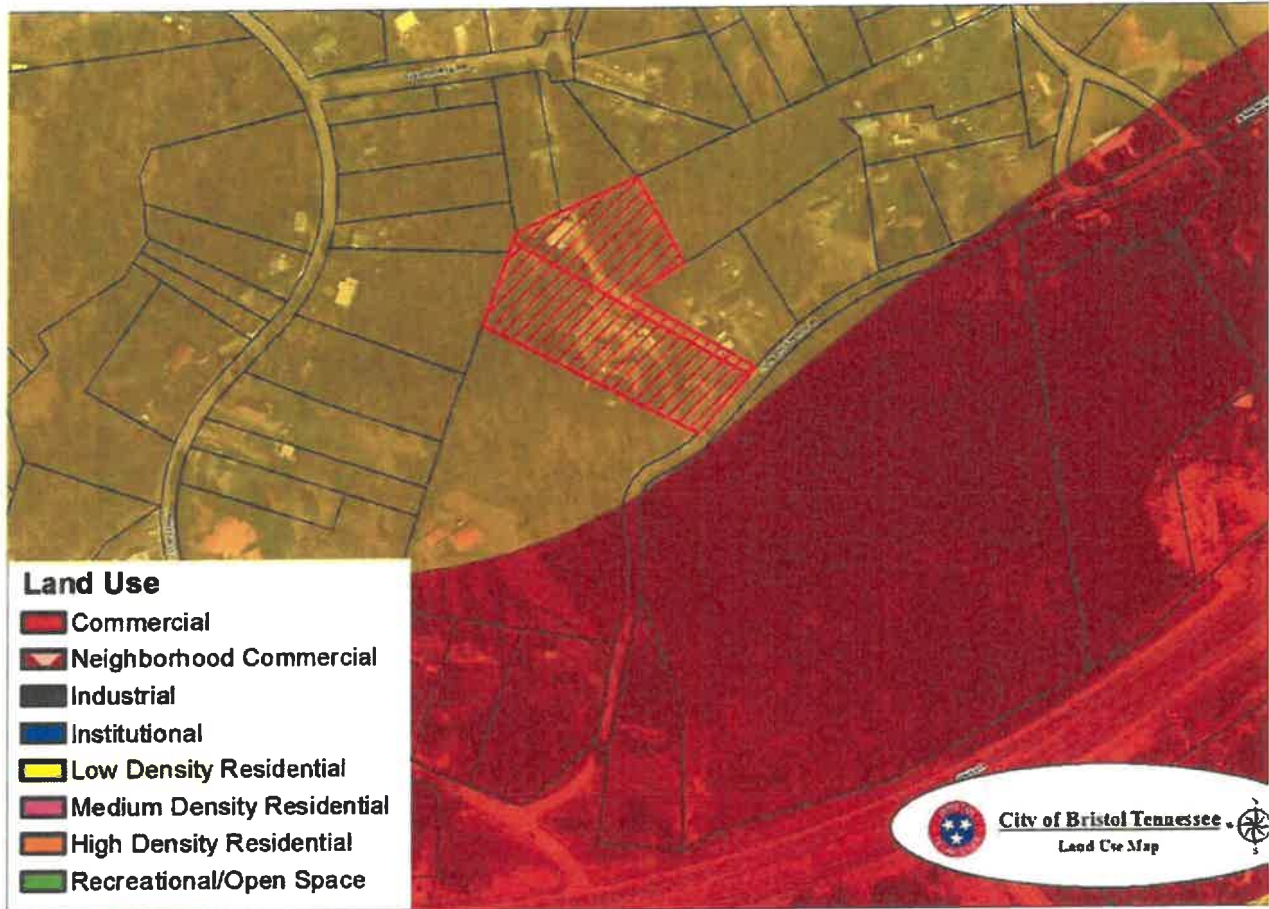 Land Use
Commercial
Neighborhood Commercial
Industrial
Institutional
Low Density Residential
Medium Density Residential
High Density Residential
Recreational/Open Space
City of Bristol Tennessee
Land Use Map